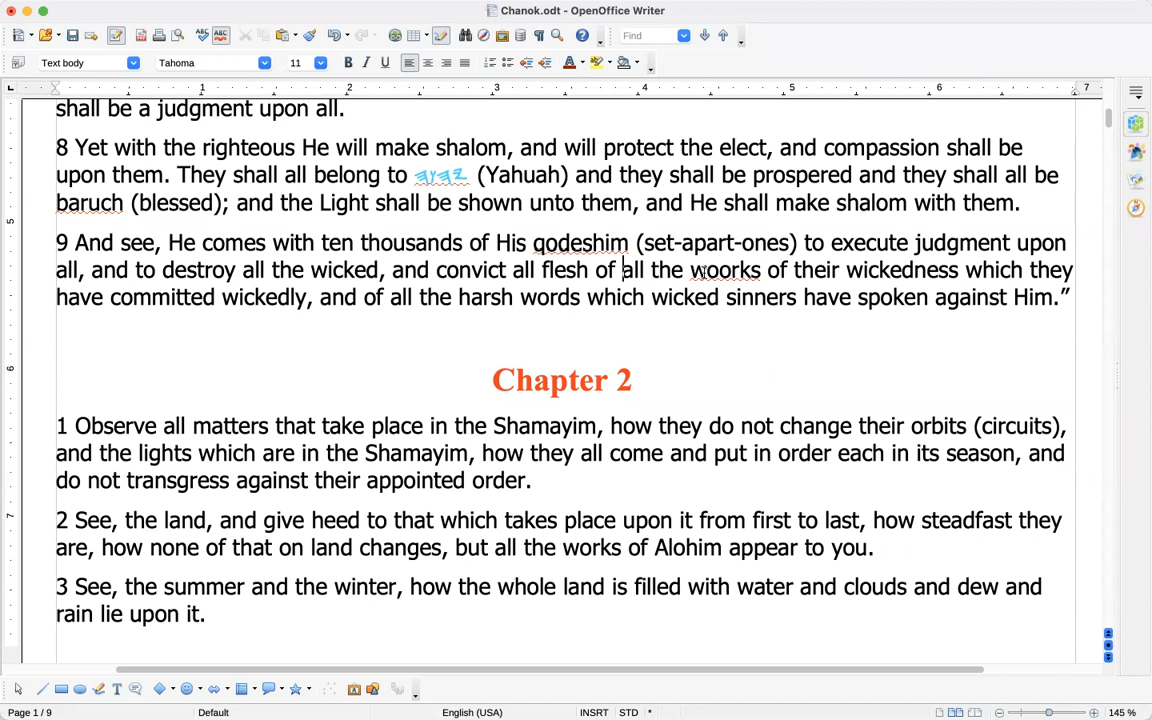 Chanok.odt - OpenOffice Writer
Find
Text body
Tahoma
11
B I U
1 2 3 4 5 6 7
shall be a judgment upon all.
8 Yet with the righteous He will make shalom, and will protect the elect, and compassion shall be
upon them. They shall all belong to 𐤉𐤄𐤅𐤄 (Yahuah) and they shall be prospered and they shall all be
baruch (blessed); and the Light shall be shown unto them, and He shall make shalom with them.
9 And see, He comes with ten thousands of His qodeshim (set-apart-ones) to execute judgment upon
all, and to destroy all the wicked, and convict all flesh of all the woorks of their wickedness which they
have committed wickedly, and of all the harsh words which wicked sinners have spoken against Him.”
Chapter 2
1 Observe all matters that take place in the Shamayim, how they do not change their orbits (circuits),
and the lights which are in the Shamayim, how they all come and put in order each in its season, and
do not transgress against their appointed order.
2 See, the land, and give heed to that which takes place upon it from first to last, how steadfast they
are, how none of that on land changes, but all the works of Alohim appear to you.
3 See, the summer and the winter, how the whole land is filled with water and clouds and dew and
rain lie upon it.
5
6
7
Page 1 / 9
Default
English (USA)
INSRT
STD
*
145 %